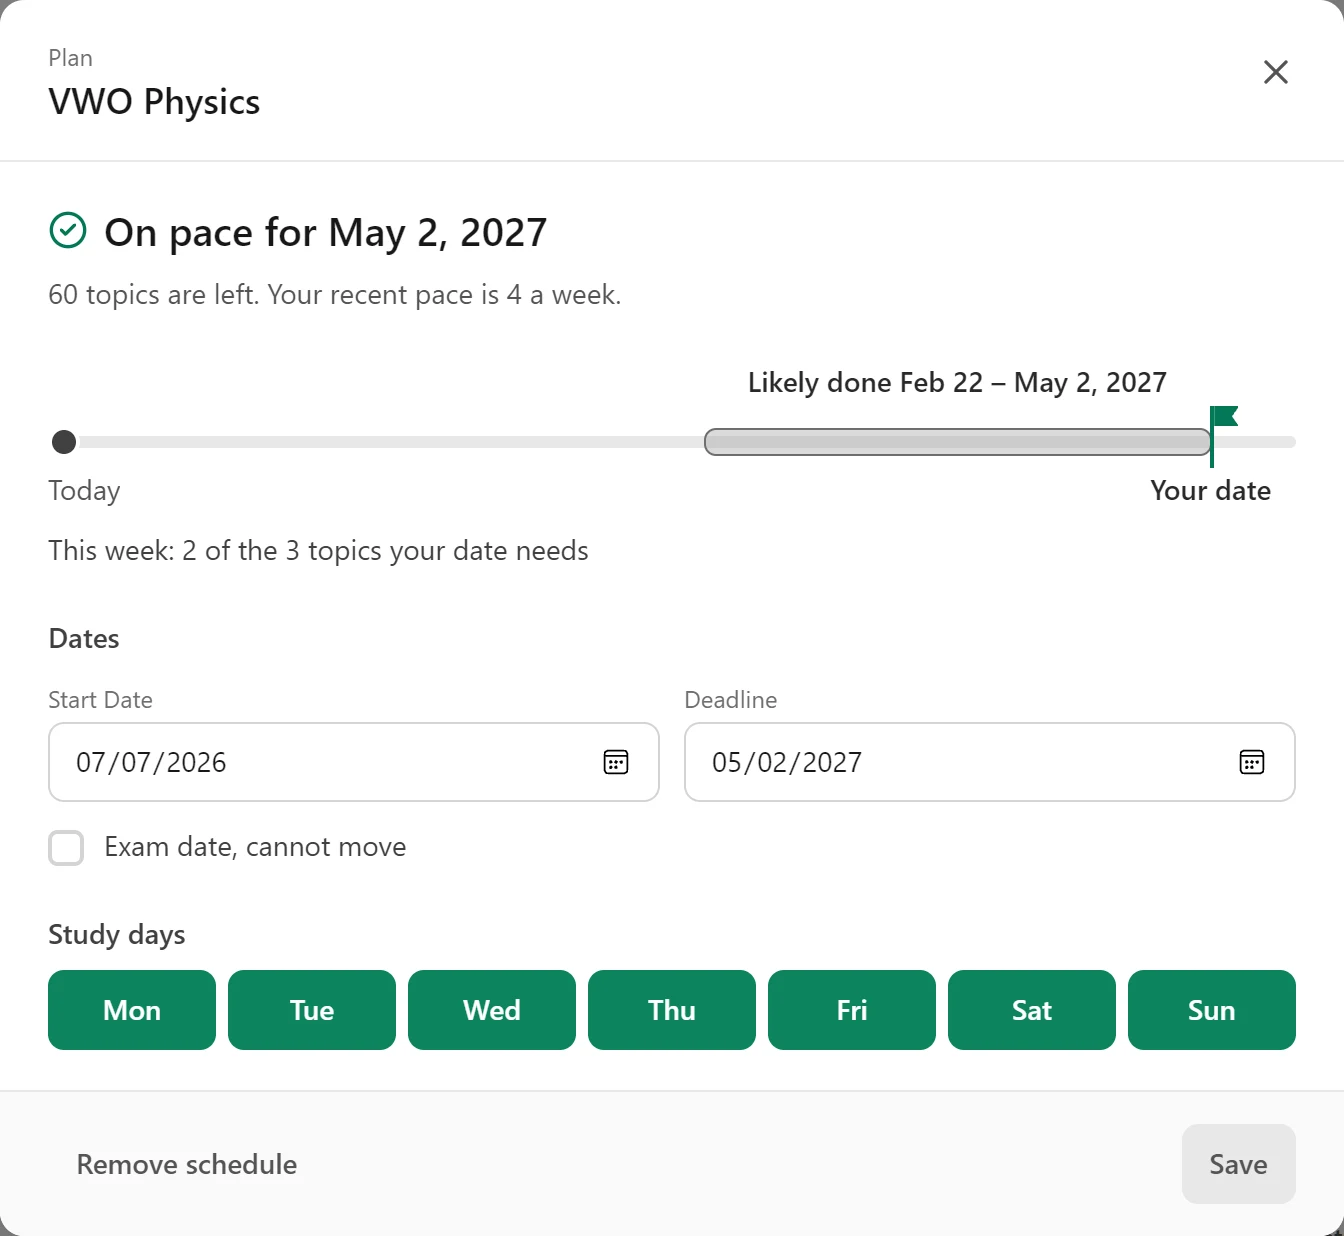 Plan
VWO Physics
On pace for May 2, 2027
60 topics are left. Your recent pace is 4 a week.
Likely done Feb 22 – May 2, 2027
Today
Your date
This week: 2 of the 3 topics your date needs
Dates
Start Date
Deadline
07/07/2026
05/02/2027
Exam date, cannot move
Study days
Mon
Tue
Wed
Thu
Fri
Sat
Sun
Remove schedule
Save